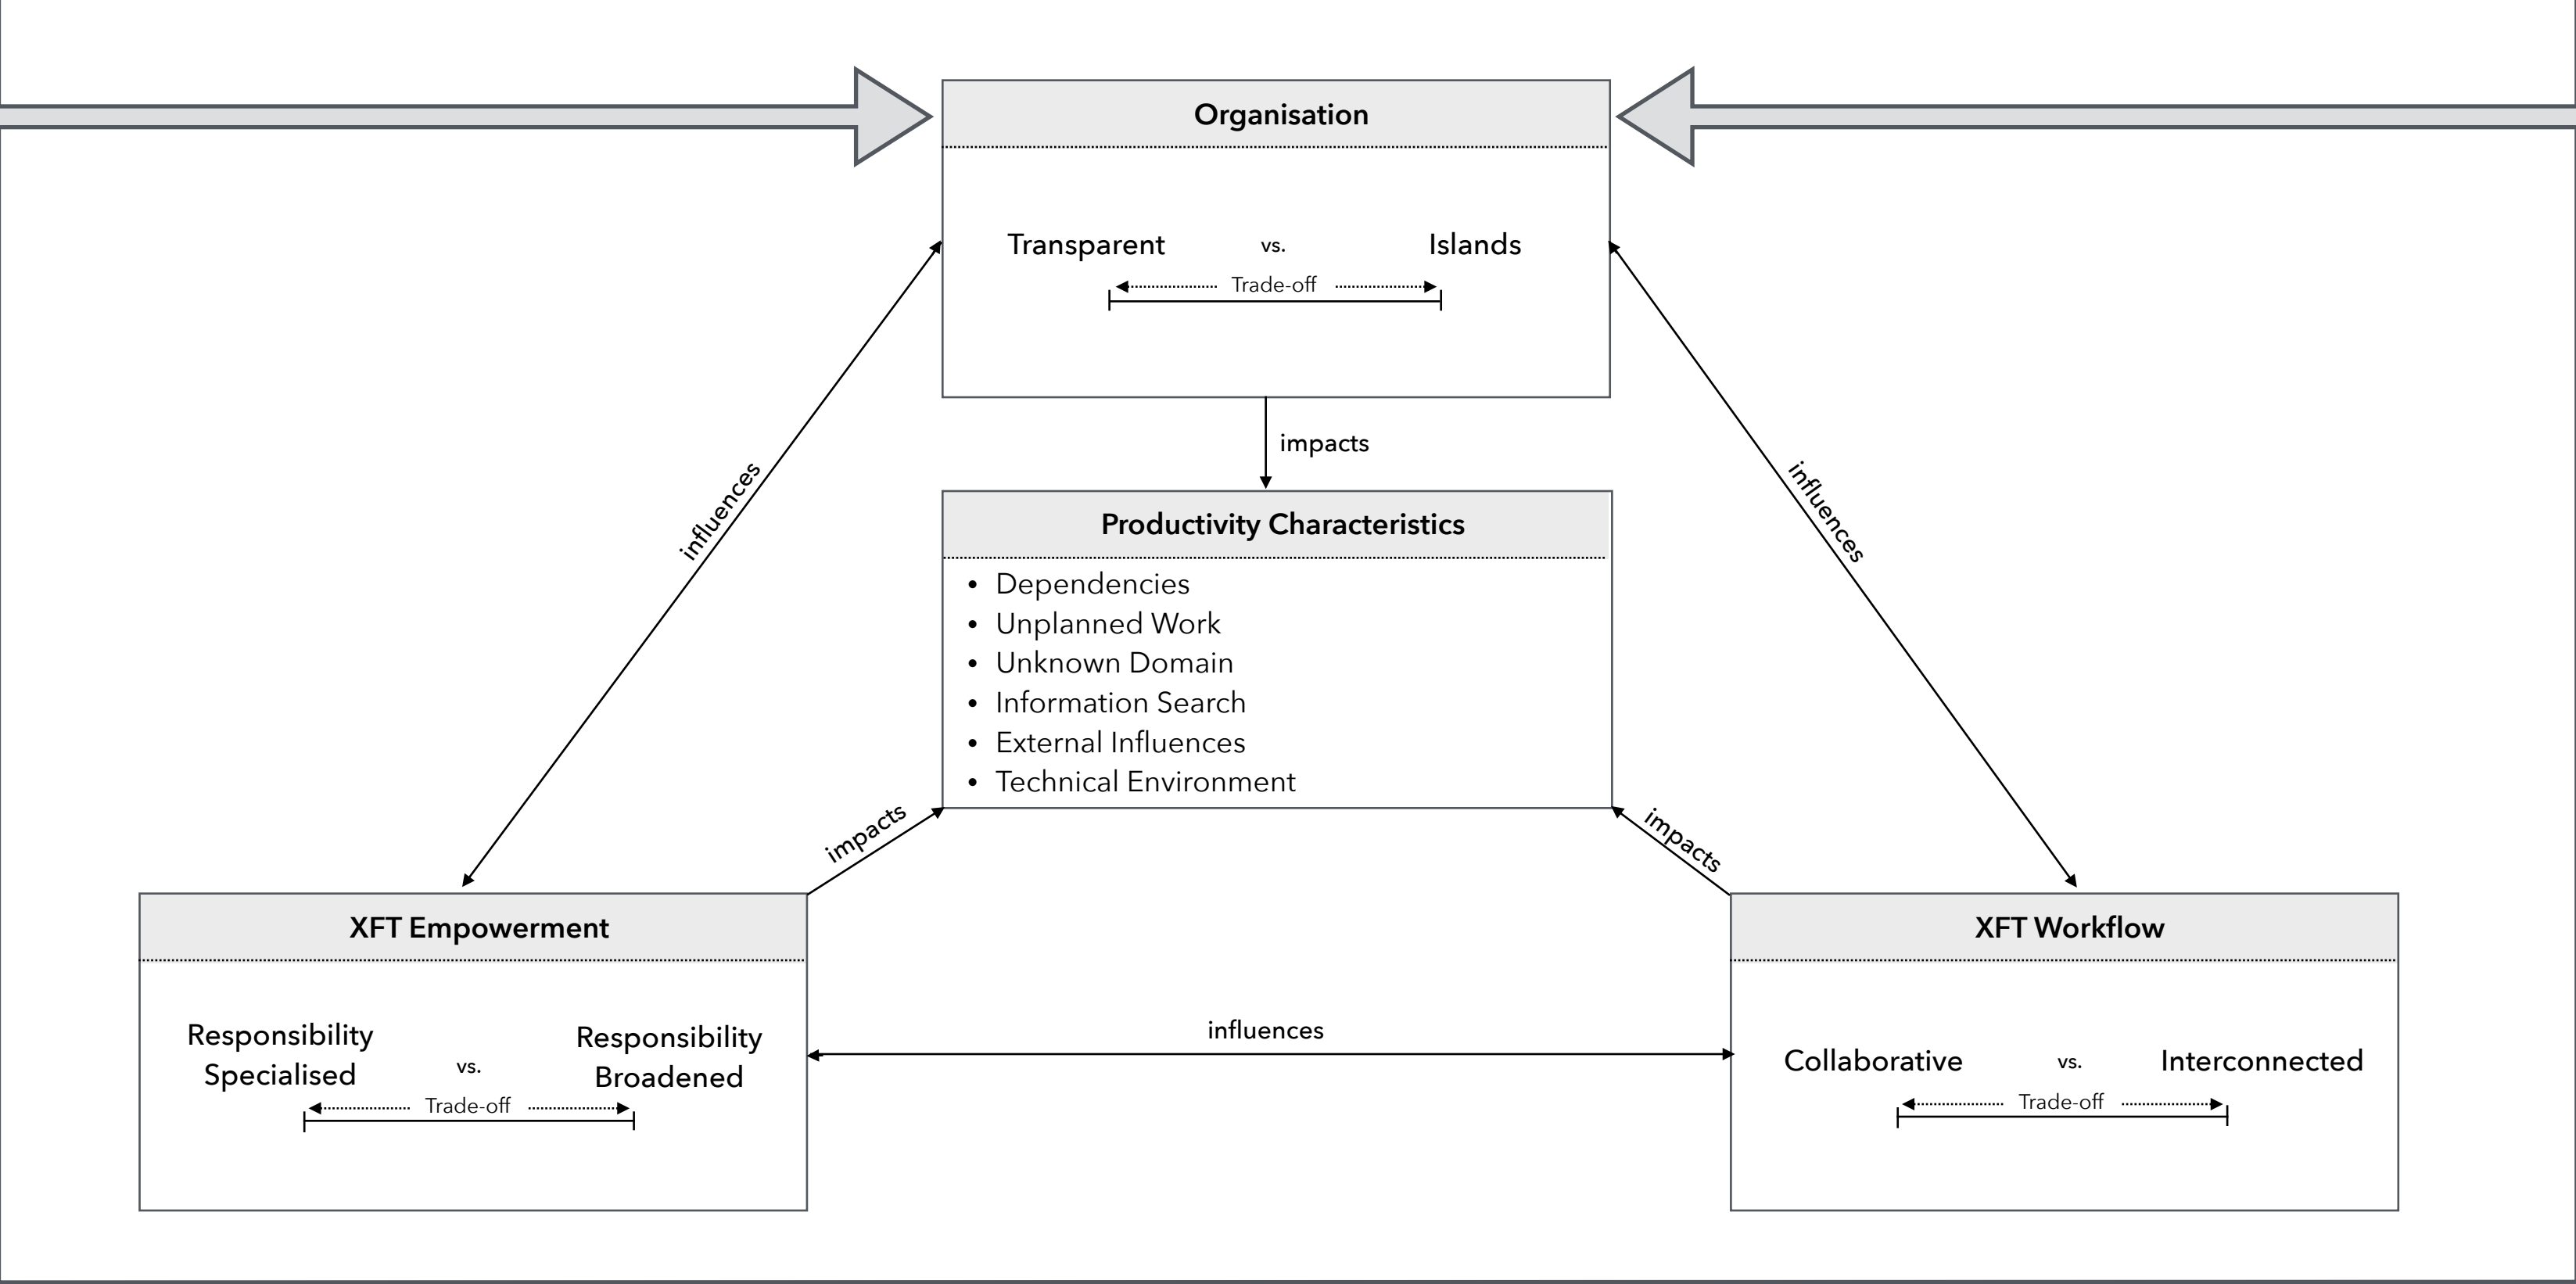 Organisation
Transparent vs. Islands
Trade-off
impacts
influences
influences
Productivity Characteristics
• Dependencies
• Unplanned Work
• Unknown Domain
• Information Search
• External Influences
• Technical Environment
impacts
impacts
XFT Empowerment
Responsibility
Specialised
vs.
Responsibility
Broadened
Trade-off
influences
XFT Workflow
Collaborative vs. Interconnected
Trade-off